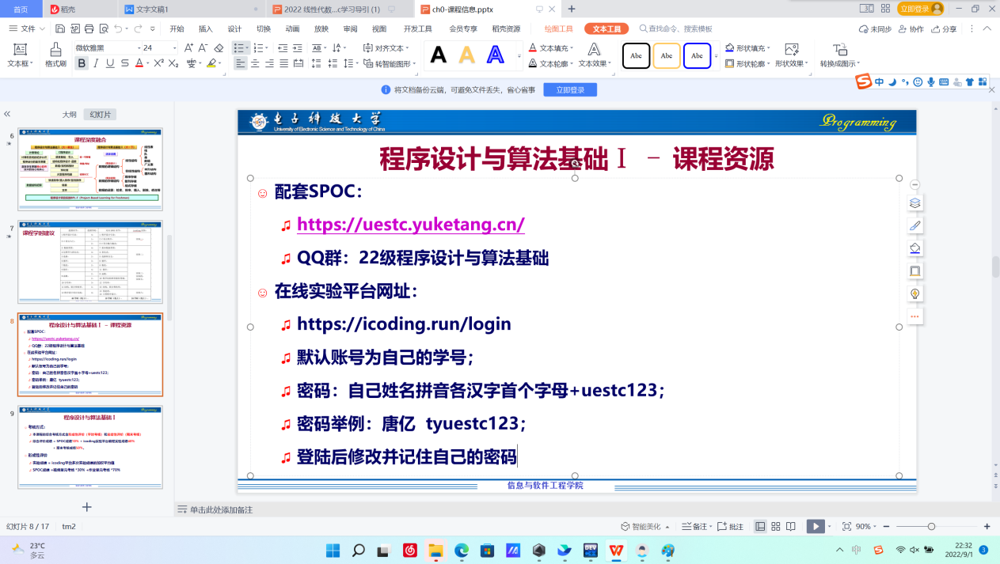 首页 稻壳 文字文稿1 2022 线性代数...c学习导引 (1) ch0-课程信息.pptx 立即登录
文件 开始 插入 设计 切换 动画 放映 审阅 视图 开发工具 会员专享 稻壳资源 绘图工具 文本工具 查找命令、搜索模板 未同步 协作 分享
文本框 格式刷 微软雅黑 24 对齐文本 文本填充 Abc Abc Abc 形状填充
转智能图形 文本轮廓 文本效果 形状轮廓 形状效果 转换成图示
将文档备份云端，可避免文件丢失，省心省事 立即登录
大纲 幻灯片
6
课程深度融合
7
课程学时建议
8
程序设计与算法基础Ⅰ － 课程资源
配套SPOC：
https://uestc.yuketang.cn/
QQ群：22级程序设计与算法基础
在线实验平台网址：
https://icoding.run/login
默认账号为自己的学号；
密码：自己姓名拼音各汉字首个字母+uestc123；
密码举例：唐亿 tyuestc123；
登陆后修改并记住自己的密码
9
程序设计与算法基础Ⅰ
考核方式：
形成性评价
电子科技大学
University of Electronic Science and Technology of China
Programming
程序设计与算法基础Ⅰ － 课程资源
配套SPOC：
https://uestc.yuketang.cn/
QQ群：22级程序设计与算法基础
在线实验平台网址：
https://icoding.run/login
默认账号为自己的学号；
密码：自己姓名拼音各汉字首个字母+uestc123；
密码举例：唐亿 tyuestc123；
登陆后修改并记住自己的密码
信息与软件工程学院
单击此处添加备注
幻灯片 8 / 17 tm2 智能美化 备注 批注 90%
23°C
多云
中 22:32
2022/9/1 3